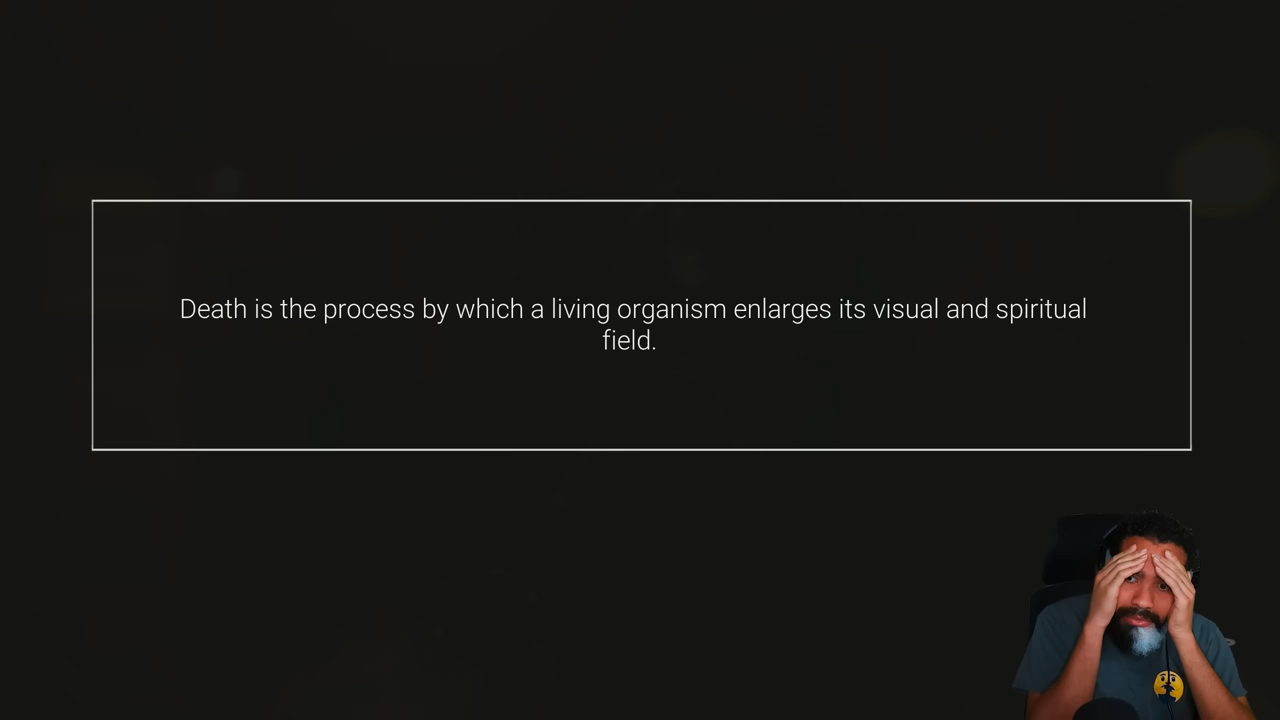 Death is the process by which a living organism enlarges its visual and spiritual
field.